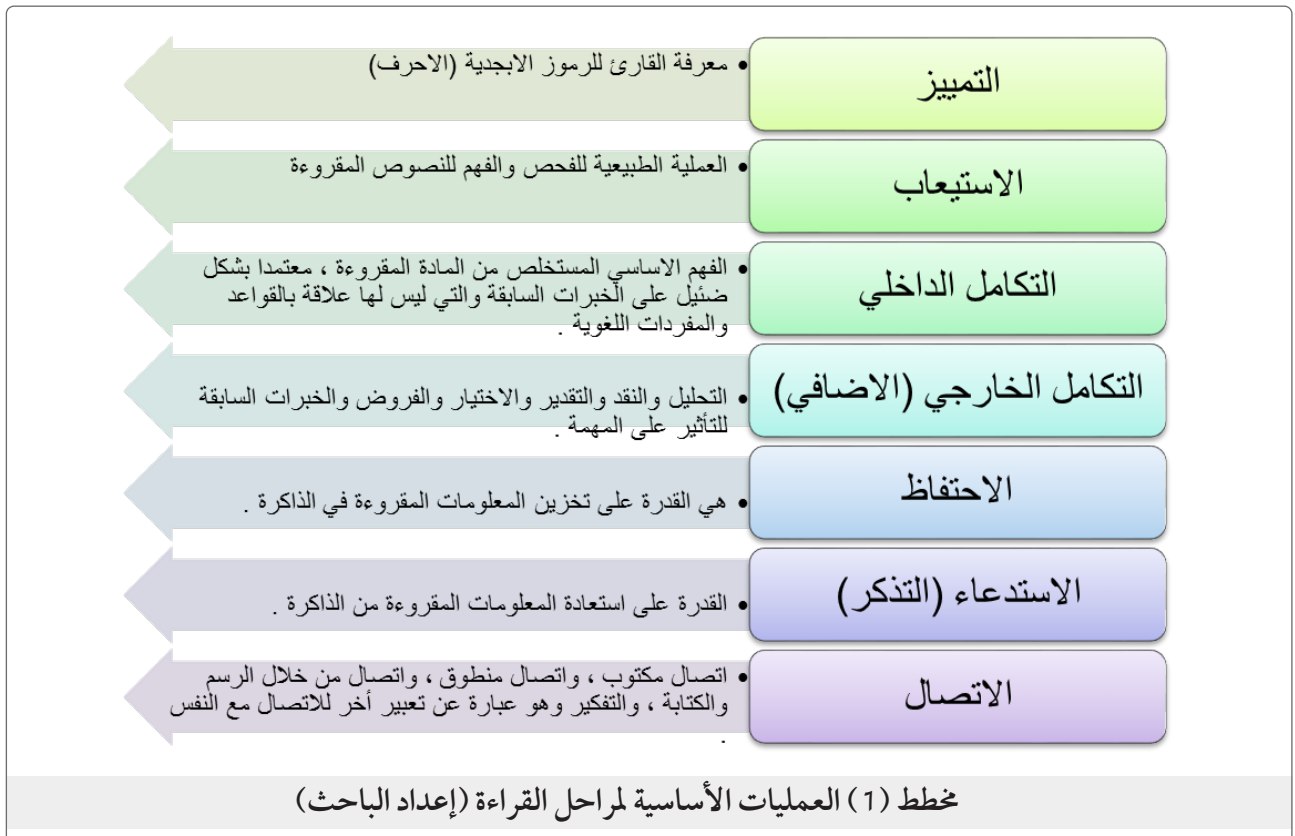 التمييز
• معرفة القارئ للرموز الابجدية (الاحرف)
الاستيعاب
• العملية الطبيعية للفحص والفهم للنصوص المقروءة
التكامل الداخلي
• الفهم الاساسي المستخلص من المادة المقروءة ، معتمدا بشكل
ضئيل على الخبرات السابقة والتي ليس لها علاقة بالقواعد
والمفردات اللغوية .
التكامل الخارجي (الاضافي)
• التحليل والنقد والتقدير والاختيار والفروض والخبرات السابقة
للتأثير على المهمة .
الاحتفاظ
• هي القدرة على تخزين المعلومات المقروءة في الذاكرة .
الاستدعاء (التذكر)
• القدرة على استعادة المعلومات المقروءة من الذاكرة .
الاتصال
• اتصال مكتوب ، واتصال منطوق ، واتصال من خلال الرسم
والكتابة ، والتفكير وهو عبارة عن تعبير أخر للاتصال مع النفس
.
مخطط (1) العمليات الأساسية لمراحل القراءة (إعداد الباحث)